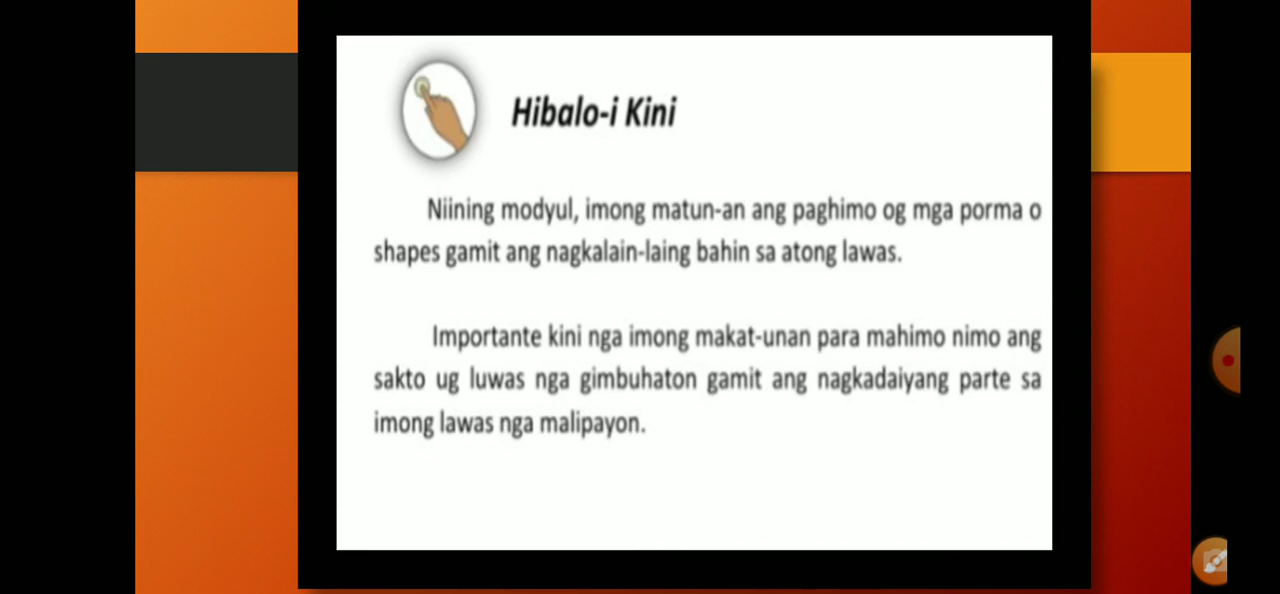 Hibalo-i Kini
Niining modyul, imong matun-an ang paghimo og mga porma o
shapes gamit ang nagkalain-laing bahin sa atong lawas.
Importante kini nga imong makat-unan para mahimo nimo ang
sakto ug luwas nga gimbuhaton gamit ang nagkadaiyang parte sa
imong lawas nga malipayon.